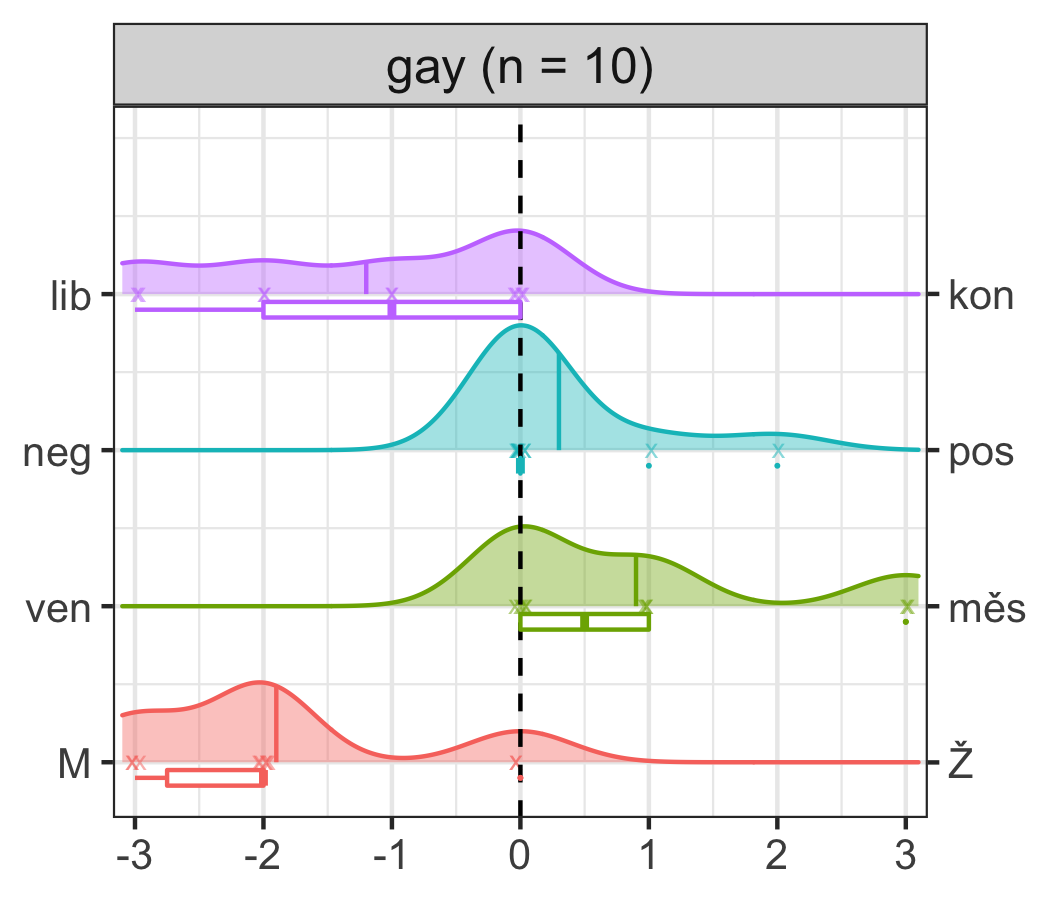 gay (n = 10)
lib kon
neg pos
ven měs
M Ž
-3 -2 -1 0 1 2 3